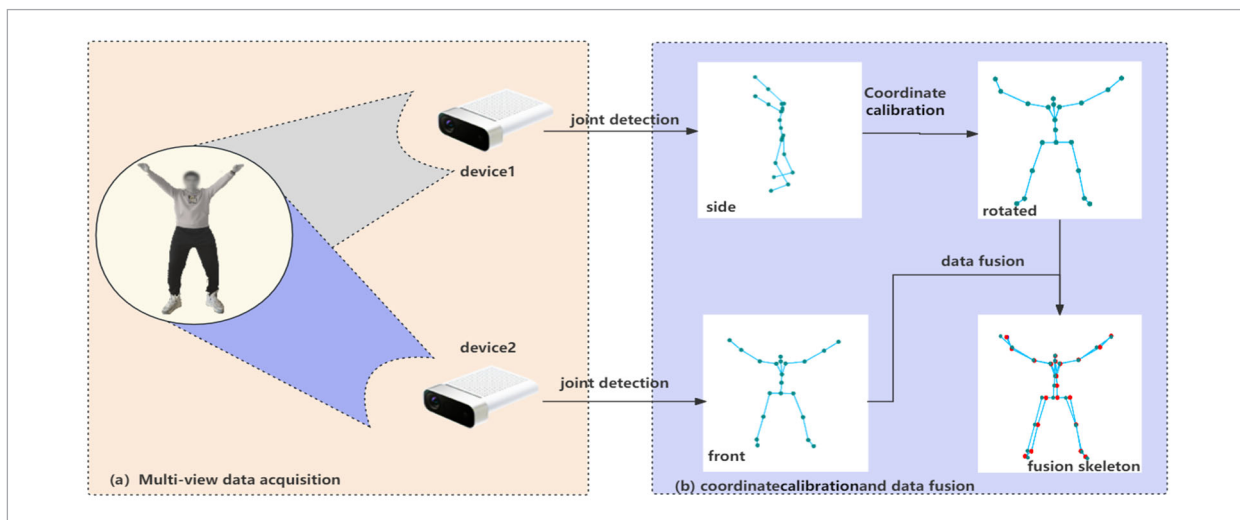 device1
device2
(a) Multi-view data acquisition
joint detection
joint detection
side
Coordinate
calibration
rotated
data fusion
front
fusion skeleton
(b) coordinatecalibrationand data fusion